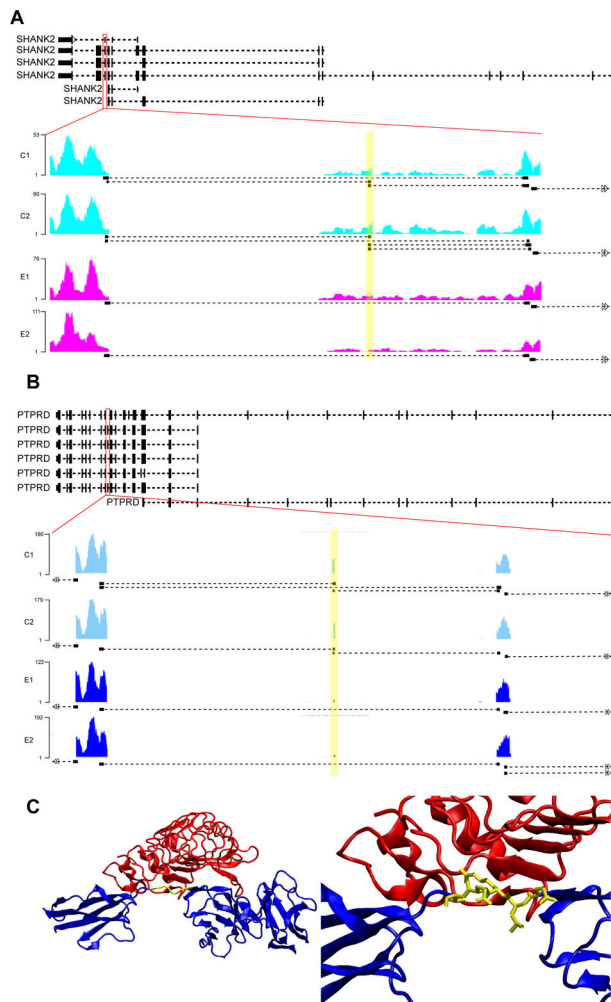 A
SHANK2
SHANK2
SHANK2
SHANK2
SHANK2
SHANK2
53
C1
1
60
C2
1
76
E1
1
111
E2
1
B
PTPRD
PTPRD
PTPRD
PTPRD
PTPRD
PTPRD
186
C1
1
179
C2
1
122
E1
1
192
E2
1
C